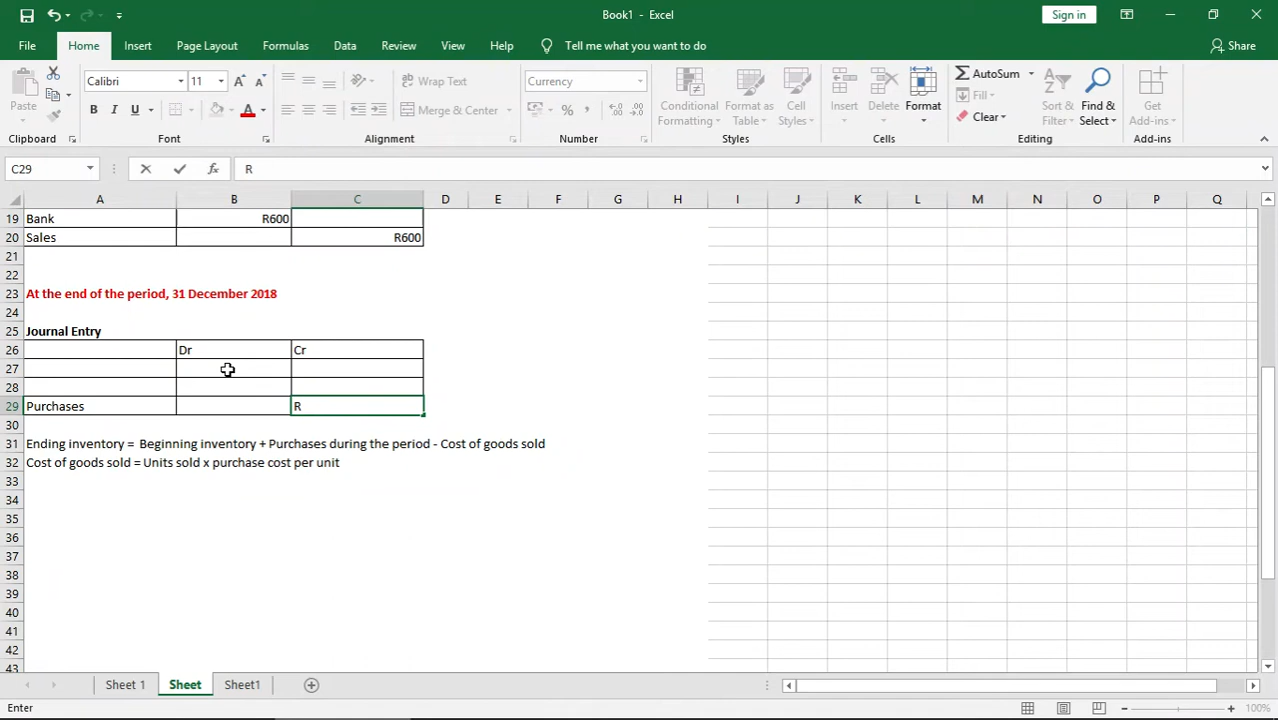 Book1 - Excel
Sign in
File Home Insert Page Layout Formulas Data Review View Help Tell me what you want to do Share
Paste
Calibri 11
B I U A
Wrap Text
Merge & Center
Currency
%
Conditional Formatting
Format as Table
Cell Styles
Insert Delete Format
AutoSum
Fill
Clear
Sort & Filter
Find & Select
Get Add-ins
Clipboard Font Alignment Number Styles Cells Editing Add-ins
C29 fx R
A B C D E F G H I J K L M N O P Q
19 Bank R600
20 Sales R600
21
22
23 At the end of the period, 31 December 2018
24
25 Journal Entry
26 Dr Cr
27
28
29 Purchases R
30
31 Ending inventory = Beginning inventory + Purchases during the period - Cost of goods sold
32 Cost of goods sold = Units sold x purchase cost per unit
33
34
35
36
37
38
39
40
41
42
43
Sheet 1 Sheet Sheet1
Enter 100%